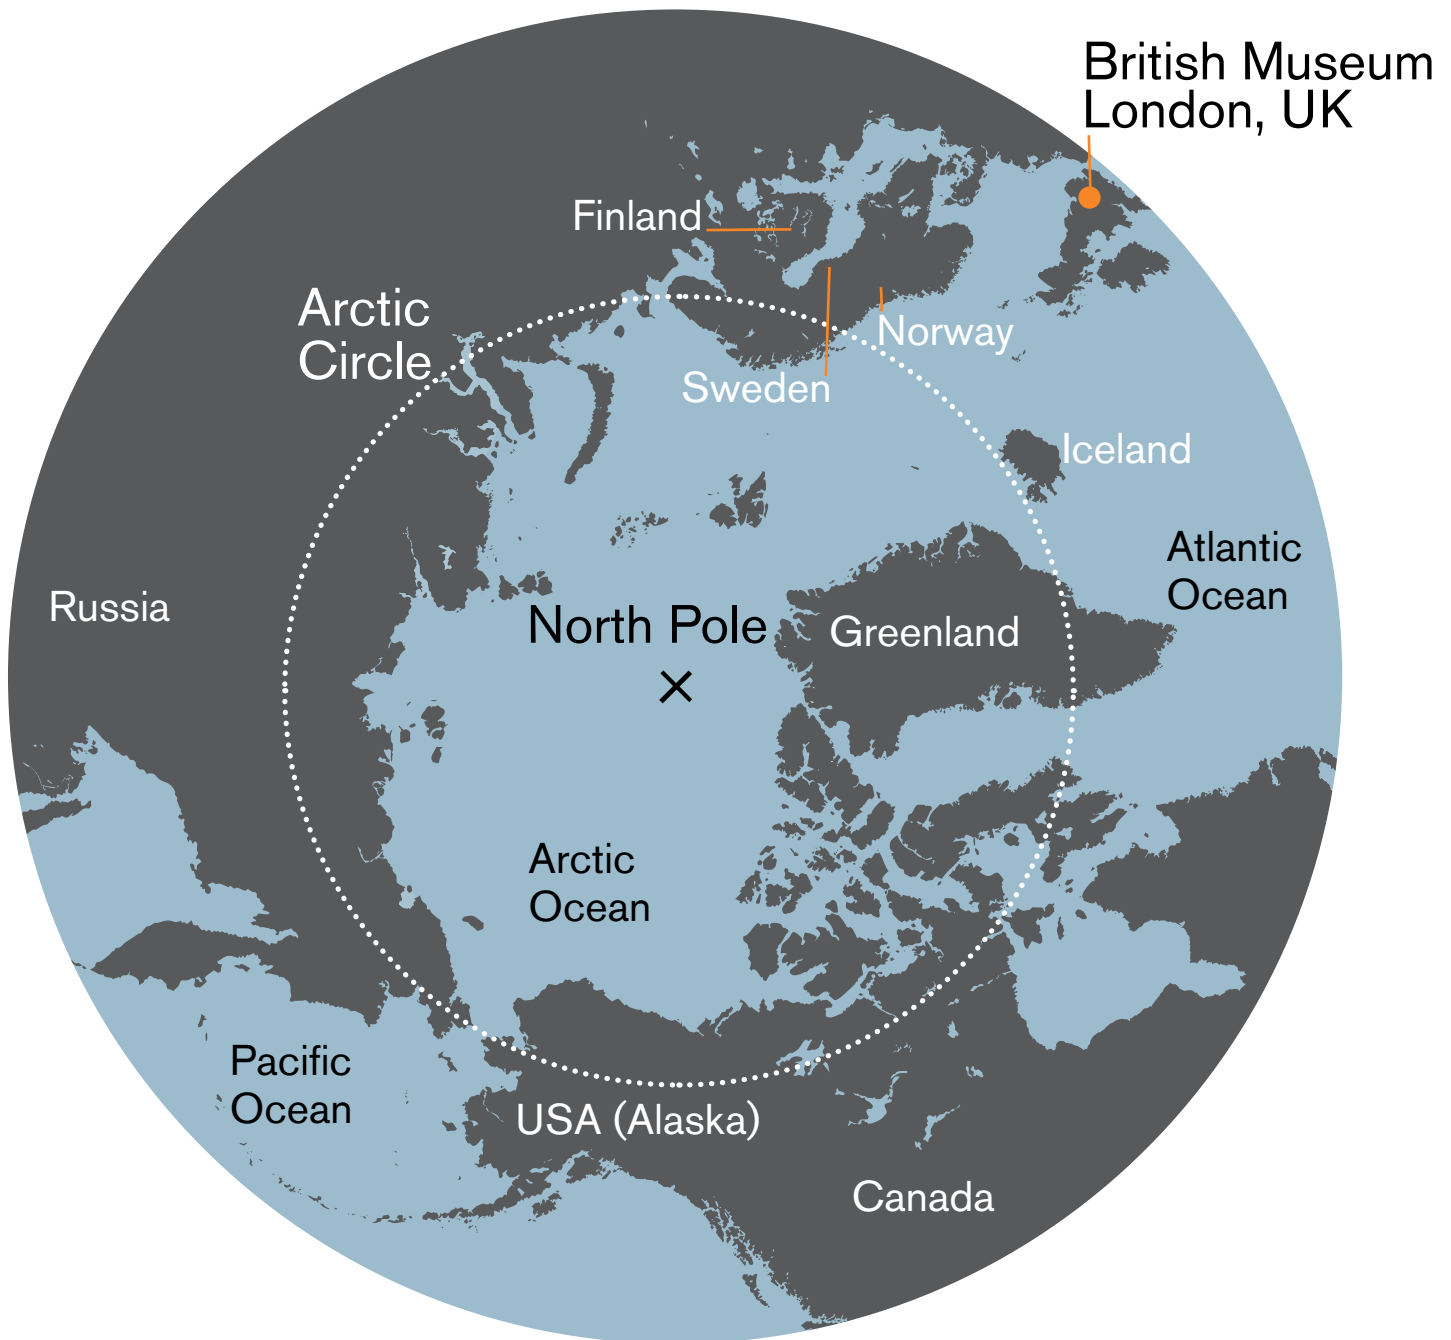 British Museum
London, UK
Finland
Arctic
Circle
Norway
Sweden
Iceland
Atlantic
Ocean
Russia
North Pole
Greenland
Arctic
Ocean
Pacific
Ocean
USA (Alaska)
Canada